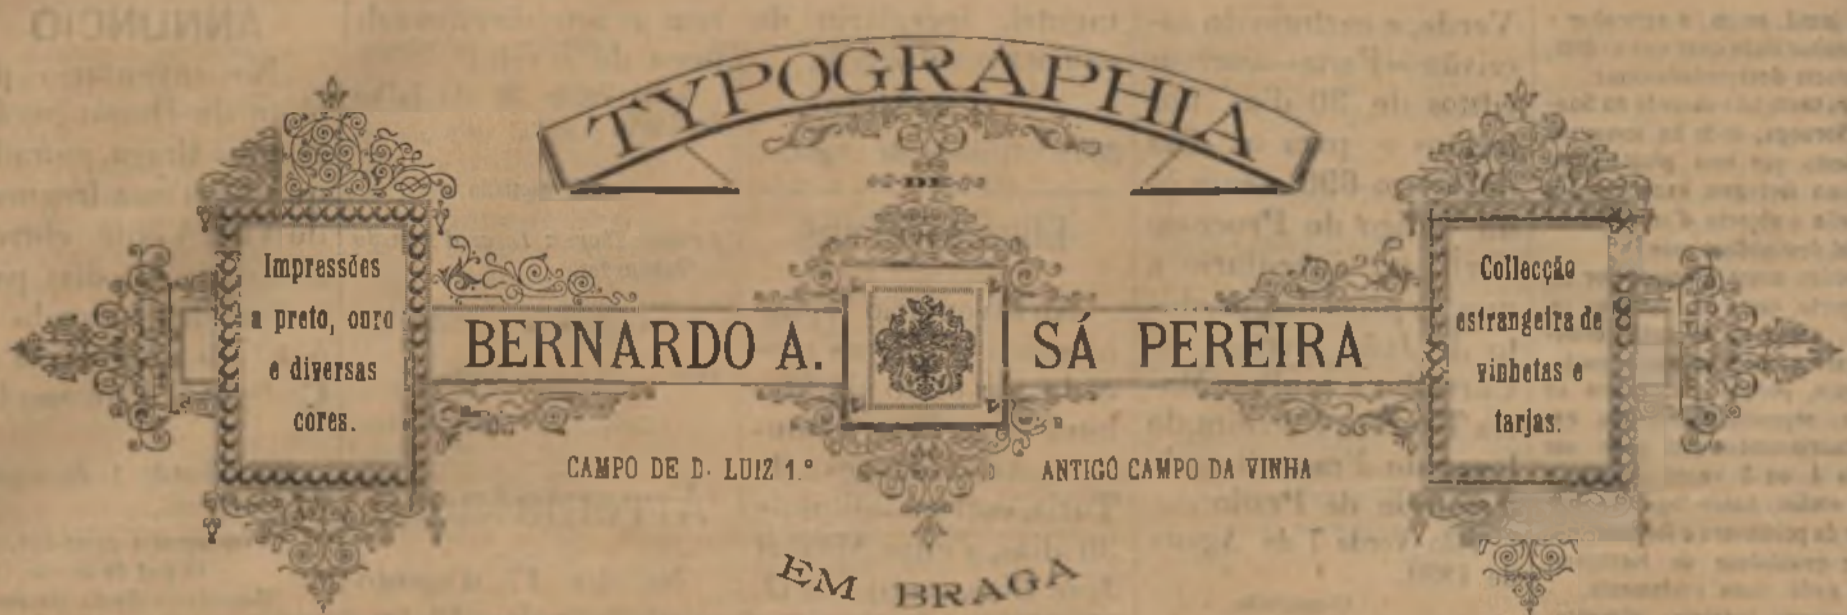 TYPOGRAPHIA
DE
Impressões
a preto, ouro
e diversas
cores.
BERNARDO A. SÁ PEREIRA
Collecção
estrangeira de
vinhetas e
tarjas.
CAMPO DE D. LUIZ 1.º ANTIGO CAMPO DA VINHA
EM BRAGA